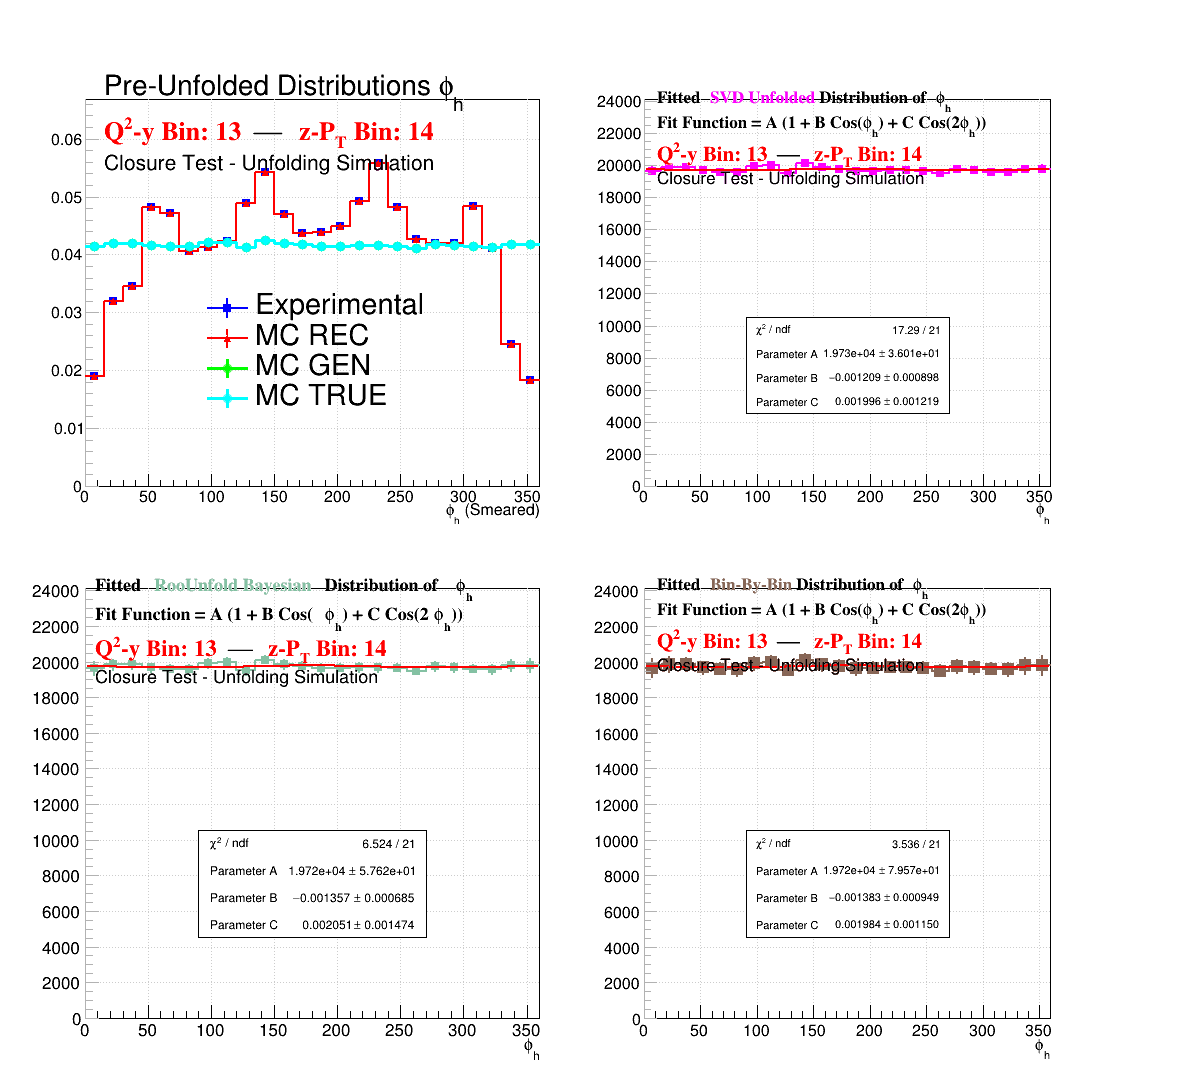 Pre-Unfolded Distributions ϕh
Q²-y Bin: 13 — z-PT Bin: 14
Closure Test - Unfolding Simulation
0.06
0.05
0.04
0.03
0.02
0.01
0
Experimental
MC REC
MC GEN
MC TRUE
0 50 100 150 200 250 300 350
ϕh (Smeared)
Fitted SVD Unfolded Distribution of ϕh
Fit Function = A (1 + B Cos(ϕh) + C Cos(2ϕh))
Q²-y Bin: 13 — z-PT Bin: 14
Closure Test - Unfolding Simulation
24000
22000
20000
18000
16000
14000
12000
10000
8000
6000
4000
2000
0
χ² / ndf 17.29 / 21
Parameter A 1.973e+04 ± 3.601e+01
Parameter B −0.001209 ± 0.000898
Parameter C 0.001996 ± 0.001219
0 50 100 150 200 250 300 350
ϕh
Fitted RooUnfold Bayesian Distribution of ϕh
Fit Function = A (1 + B Cos( ϕh) + C Cos(2 ϕh))
Q²-y Bin: 13 — z-PT Bin: 14
Closure Test - Unfolding Simulation
24000
22000
20000
18000
16000
14000
12000
10000
8000
6000
4000
2000
0
χ² / ndf 6.524 / 21
Parameter A 1.972e+04 ± 5.762e+01
Parameter B −0.001357 ± 0.000685
Parameter C 0.002051 ± 0.001474
0 50 100 150 200 250 300 350
ϕh
Fitted Bin-By-Bin Distribution of ϕh
Fit Function = A (1 + B Cos(ϕh) + C Cos(2ϕh))
Q²-y Bin: 13 — z-PT Bin: 14
Closure Test - Unfolding Simulation
24000
22000
20000
18000
16000
14000
12000
10000
8000
6000
4000
2000
0
χ² / ndf 3.536 / 21
Parameter A 1.972e+04 ± 7.957e+01
Parameter B −0.001383 ± 0.000949
Parameter C 0.001984 ± 0.001150
0 50 100 150 200 250 300 350
ϕh